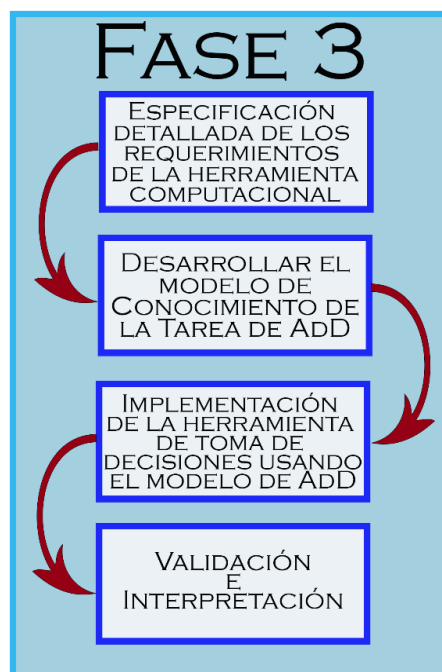 FASE 3
ESPECIFICACIÓN
DETALLADA DE LOS
REQUERIMIENTOS
DE LA HERRAMIENTA
COMPUTACIONAL
DESARROLLAR EL
MODELO DE
CONOCIMIENTO DE
LA TAREA DE ADD
IMPLEMENTACIÓN
DE LA HERRAMIENTA
DE TOMA DE
DECISIONES USANDO
EL MODELO DE ADD
VALIDACIÓN
E
INTERPRETACIÓN